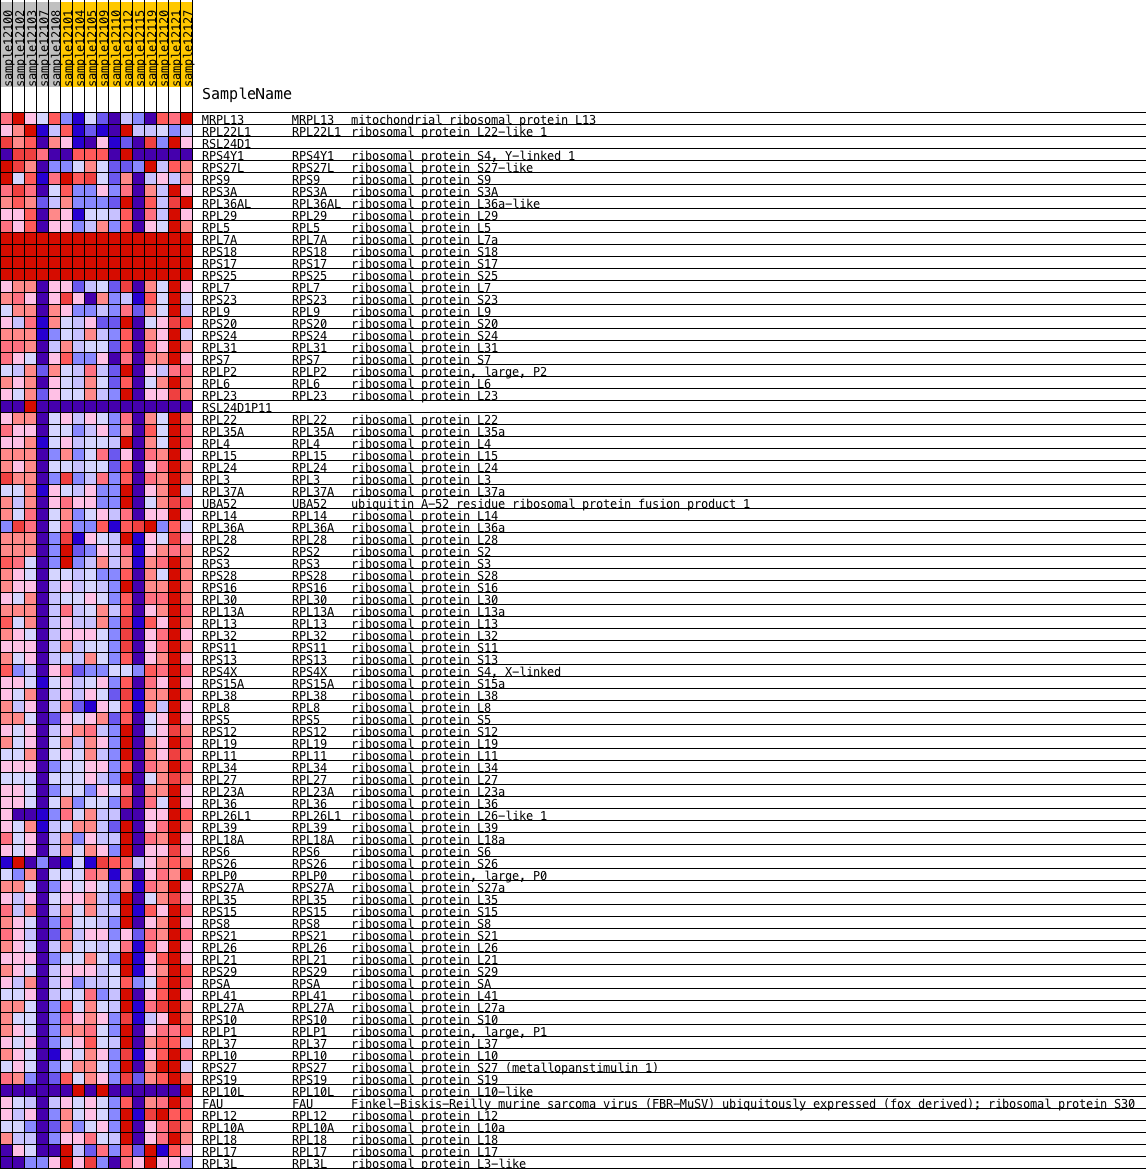 sample12100
sample12102
sample12103
sample12107
sample12108
sample12101
sample12104
sample12105
sample12109
sample12110
sample12112
sample12115
sample12119
sample12120
sample12121
sample12127
SampleName
MRPL13 MRPL13 mitochondrial ribosomal protein L13
RPL22L1 RPL22L1 ribosomal protein L22-like 1
RSL24D1
RPS4Y1 RPS4Y1 ribosomal protein S4, Y-linked 1
RPS27L RPS27L ribosomal protein S27-like
RPS9 RPS9 ribosomal protein S9
RPS3A RPS3A ribosomal protein S3A
RPL36AL RPL36AL ribosomal protein L36a-like
RPL29 RPL29 ribosomal protein L29
RPL5 RPL5 ribosomal protein L5
RPL7A RPL7A ribosomal protein L7a
RPS18 RPS18 ribosomal protein S18
RPS17 RPS17 ribosomal protein S17
RPS25 RPS25 ribosomal protein S25
RPL7 RPL7 ribosomal protein L7
RPS23 RPS23 ribosomal protein S23
RPL9 RPL9 ribosomal protein L9
RPS20 RPS20 ribosomal protein S20
RPS24 RPS24 ribosomal protein S24
RPL31 RPL31 ribosomal protein L31
RPS7 RPS7 ribosomal protein S7
RPLP2 RPLP2 ribosomal protein, large, P2
RPL6 RPL6 ribosomal protein L6
RPL23 RPL23 ribosomal protein L23
RSL24D1P11
RPL22 RPL22 ribosomal protein L22
RPL35A RPL35A ribosomal protein L35a
RPL4 RPL4 ribosomal protein L4
RPL15 RPL15 ribosomal protein L15
RPL24 RPL24 ribosomal protein L24
RPL3 RPL3 ribosomal protein L3
RPL37A RPL37A ribosomal protein L37a
UBA52 UBA52 ubiquitin A-52 residue ribosomal protein fusion product 1
RPL14 RPL14 ribosomal protein L14
RPL36A RPL36A ribosomal protein L36a
RPL28 RPL28 ribosomal protein L28
RPS2 RPS2 ribosomal protein S2
RPS3 RPS3 ribosomal protein S3
RPS28 RPS28 ribosomal protein S28
RPS16 RPS16 ribosomal protein S16
RPL30 RPL30 ribosomal protein L30
RPL13A RPL13A ribosomal protein L13a
RPL13 RPL13 ribosomal protein L13
RPL32 RPL32 ribosomal protein L32
RPS11 RPS11 ribosomal protein S11
RPS13 RPS13 ribosomal protein S13
RPS4X RPS4X ribosomal protein S4, X-linked
RPS15A RPS15A ribosomal protein S15a
RPL38 RPL38 ribosomal protein L38
RPL8 RPL8 ribosomal protein L8
RPS5 RPS5 ribosomal protein S5
RPS12 RPS12 ribosomal protein S12
RPL19 RPL19 ribosomal protein L19
RPL11 RPL11 ribosomal protein L11
RPL34 RPL34 ribosomal protein L34
RPL27 RPL27 ribosomal protein L27
RPL23A RPL23A ribosomal protein L23a
RPL36 RPL36 ribosomal protein L36
RPL26L1 RPL26L1 ribosomal protein L26-like 1
RPL39 RPL39 ribosomal protein L39
RPL18A RPL18A ribosomal protein L18a
RPS6 RPS6 ribosomal protein S6
RPS26 RPS26 ribosomal protein S26
RPLP0 RPLP0 ribosomal protein, large, P0
RPS27A RPS27A ribosomal protein S27a
RPL35 RPL35 ribosomal protein L35
RPS15 RPS15 ribosomal protein S15
RPS8 RPS8 ribosomal protein S8
RPS21 RPS21 ribosomal protein S21
RPL26 RPL26 ribosomal protein L26
RPL21 RPL21 ribosomal protein L21
RPS29 RPS29 ribosomal protein S29
RPSA RPSA ribosomal protein SA
RPL41 RPL41 ribosomal protein L41
RPL27A RPL27A ribosomal protein L27a
RPS10 RPS10 ribosomal protein S10
RPLP1 RPLP1 ribosomal protein, large, P1
RPL37 RPL37 ribosomal protein L37
RPL10 RPL10 ribosomal protein L10
RPS27 RPS27 ribosomal protein S27 (metallopanstimulin 1)
RPS19 RPS19 ribosomal protein S19
RPL10L RPL10L ribosomal protein L10-like
FAU FAU Finkel-Biskis-Reilly murine sarcoma virus (FBR-MuSV) ubiquitously expressed (fox derived); ribosomal protein S30
RPL12 RPL12 ribosomal protein L12
RPL10A RPL10A ribosomal protein L10a
RPL18 RPL18 ribosomal protein L18
RPL17 RPL17 ribosomal protein L17
RPL3L RPL3L ribosomal protein L3-like